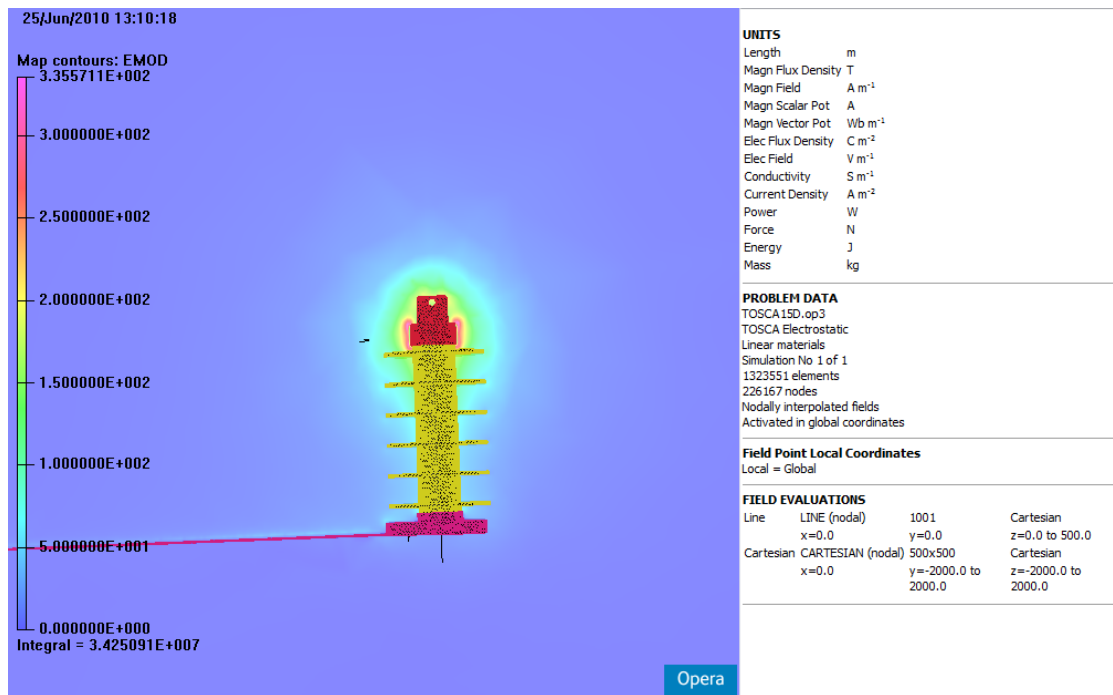 25/Jun/2010 13:10:18
Map contours: EMOD
3.355711E+002
3.000000E+002
2.500000E+002
2.000000E+002
1.500000E+002
1.000000E+002
5.000000E+001
0.000000E+000
Integral = 3.425091E+007
Opera
UNITS
Length m
Magn Flux Density T
Magn Field A m⁻¹
Magn Scalar Pot A
Magn Vector Pot Wb m⁻¹
Elec Flux Density C m⁻²
Elec Field V m⁻¹
Conductivity S m⁻¹
Current Density A m⁻²
Power W
Force N
Energy J
Mass kg
PROBLEM DATA
TOSCA15D.op3
TOSCA Electrostatic
Linear materials
Simulation No 1 of 1
1323551 elements
226167 nodes
Nodally interpolated fields
Activated in global coordinates
Field Point Local Coordinates
Local = Global
FIELD EVALUATIONS
Line LINE (nodal) 1001 Cartesian
x=0.0 y=0.0 z=0.0 to 500.0
Cartesian CARTESIAN (nodal) 500x500 Cartesian
x=0.0 y=-2000.0 to z=-2000.0 to
2000.0 2000.0